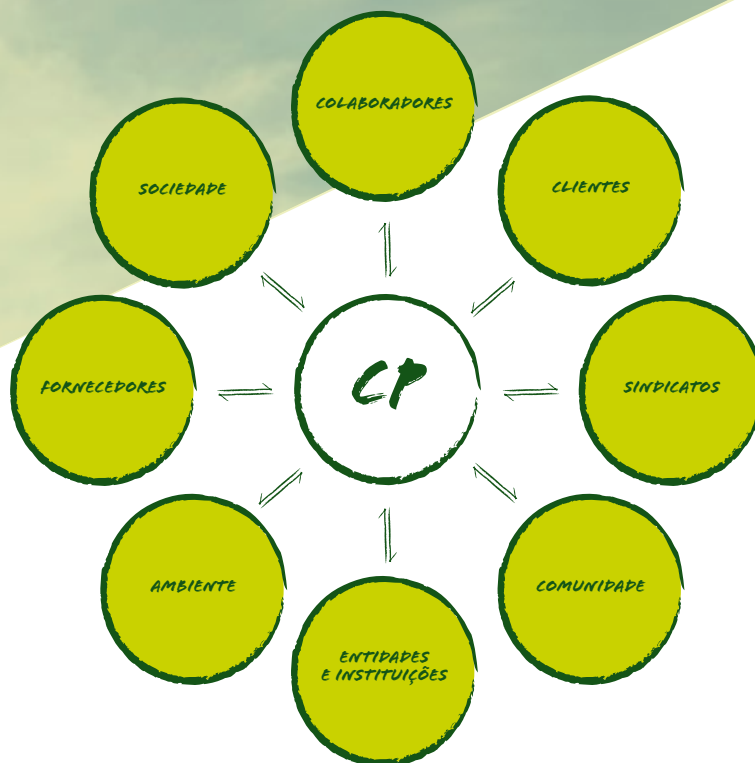 COLABORADORES
SOCIEDADE
CLIENTES
CP
FORNECEDORES
SINDICATOS
AMBIENTE
COMUNIDADE
ENTIDADES
E INSTITUIÇÕES